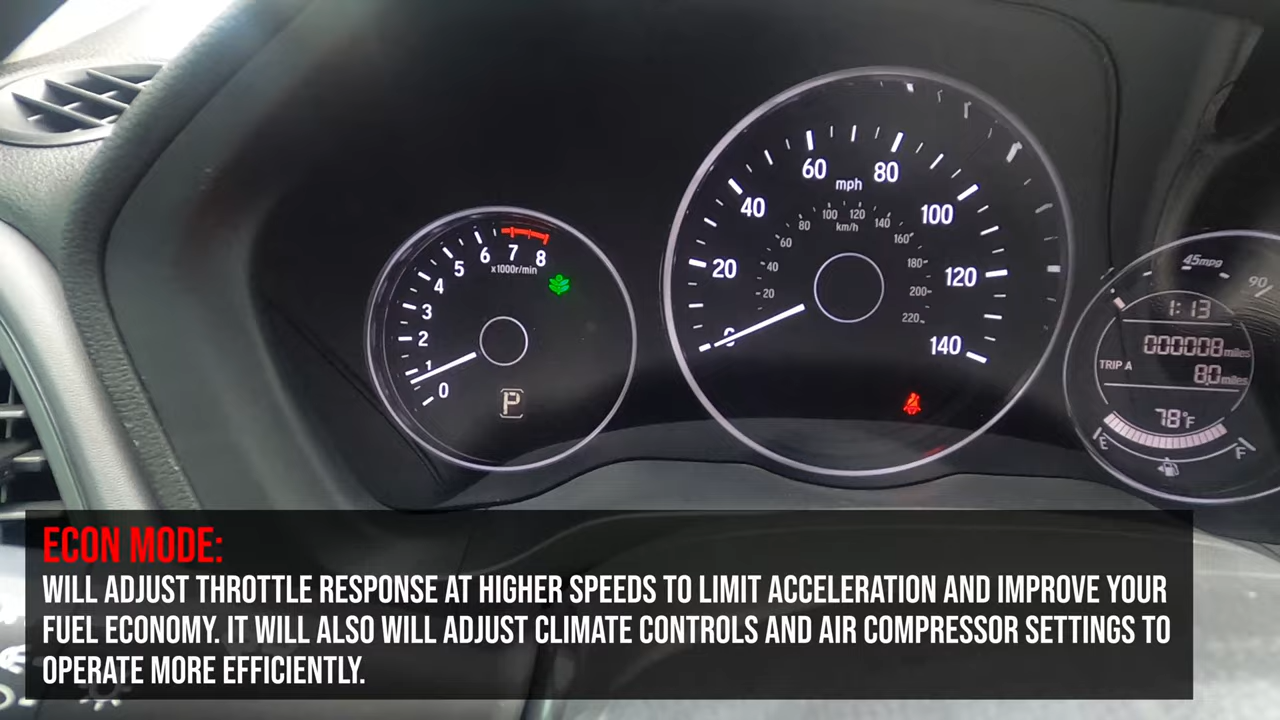 60
80
mph
40
100
100 120
80
140
km/h
60
160
20
40
180
120
20
200
220
0
140
6 7 8
5
x1000r/min
4
3
2
1
0
P
45mpg
90
1:13
000008 miles
TRIP A
8.0 miles
78°F
E
F
ECON MODE:
WILL ADJUST THROTTLE RESPONSE AT HIGHER SPEEDS TO LIMIT ACCELERATION AND IMPROVE YOUR
FUEL ECONOMY. IT WILL ALSO WILL ADJUST CLIMATE CONTROLS AND AIR COMPRESSOR SETTINGS TO
OPERATE MORE EFFICIENTLY.